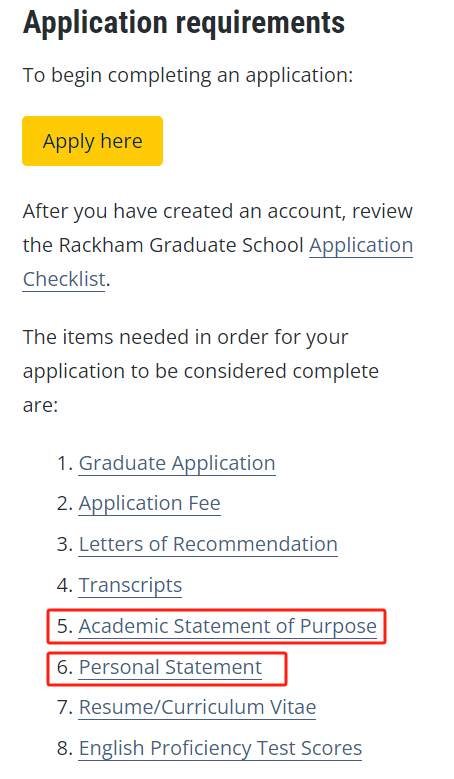 Application requirements
To begin completing an application:
Apply here
After you have created an account, review
the Rackham Graduate School Application
Checklist.
The items needed in order for your
application to be considered complete
are:
1. Graduate Application
2. Application Fee
3. Letters of Recommendation
4. Transcripts
5. Academic Statement of Purpose
6. Personal Statement
7. Resume/Curriculum Vitae
8. English Proficiency Test Scores